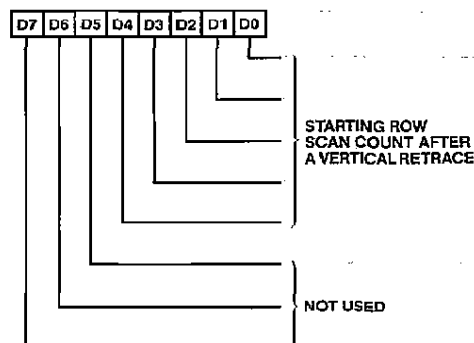 D7 D6 D5 D4 D3 D2 D1 D0
STARTING ROW
SCAN COUNT AFTER
A VERTICAL RETRACE
NOT USED